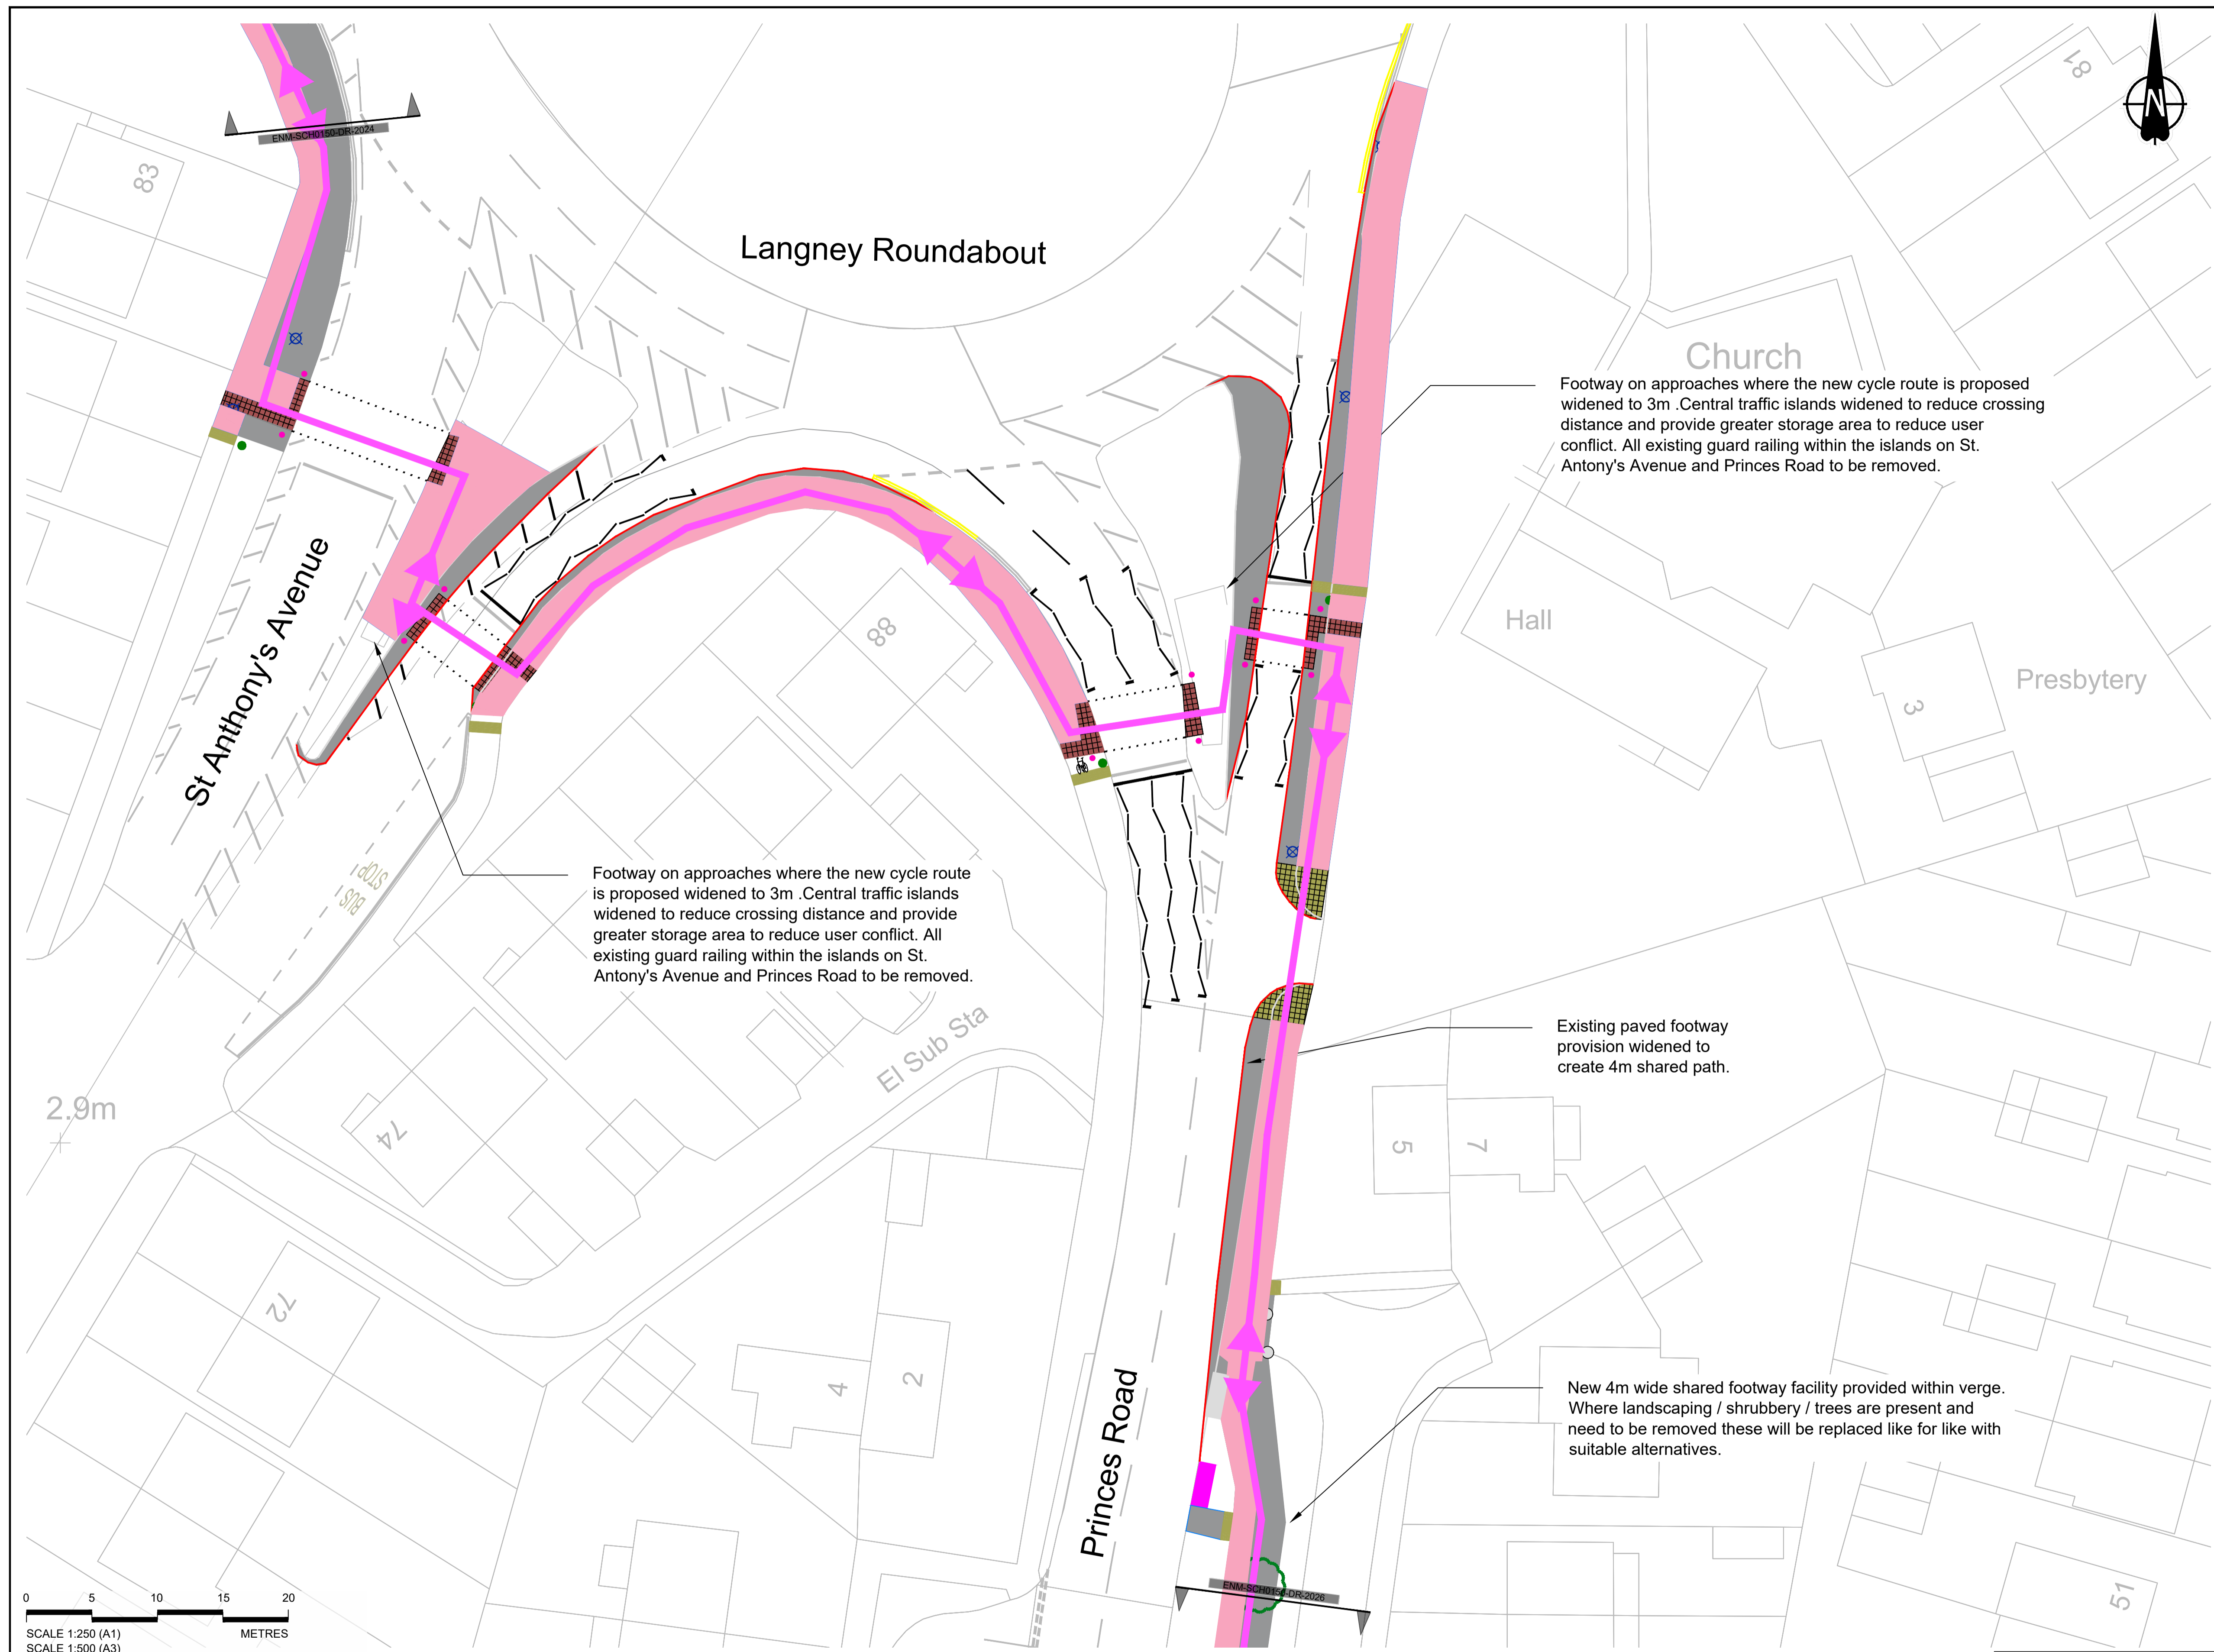 ENM-SCH0150-DR-2024
83
81
N
Langney Roundabout
Church
Footway on approaches where the new cycle route is proposed
widened to 3m .Central traffic islands widened to reduce crossing
distance and provide greater storage area to reduce user
conflict. All existing guard railing within the islands on St.
Antony's Avenue and Princes Road to be removed.
88
Hall
Presbytery
3
St Anthony's Avenue
BUS
STOP
Footway on approaches where the new cycle route
is proposed widened to 3m .Central traffic islands
widened to reduce crossing distance and provide
greater storage area to reduce user conflict. All
existing guard railing within the islands on St.
Antony's Avenue and Princes Road to be removed.
El Sub Sta
Existing paved footway
provision widened to
create 4m shared path.
2.9m
74
5
7
72
4
2
Princes Road
New 4m wide shared footway facility provided within verge.
Where landscaping / shrubbery / trees are present and
need to be removed these will be replaced like for like with
suitable alternatives.
ENM-SCH0150-DR-2026
51
0 5 10 15 20
SCALE 1:250 (A1) METRES
SCALE 1:500 (A3)